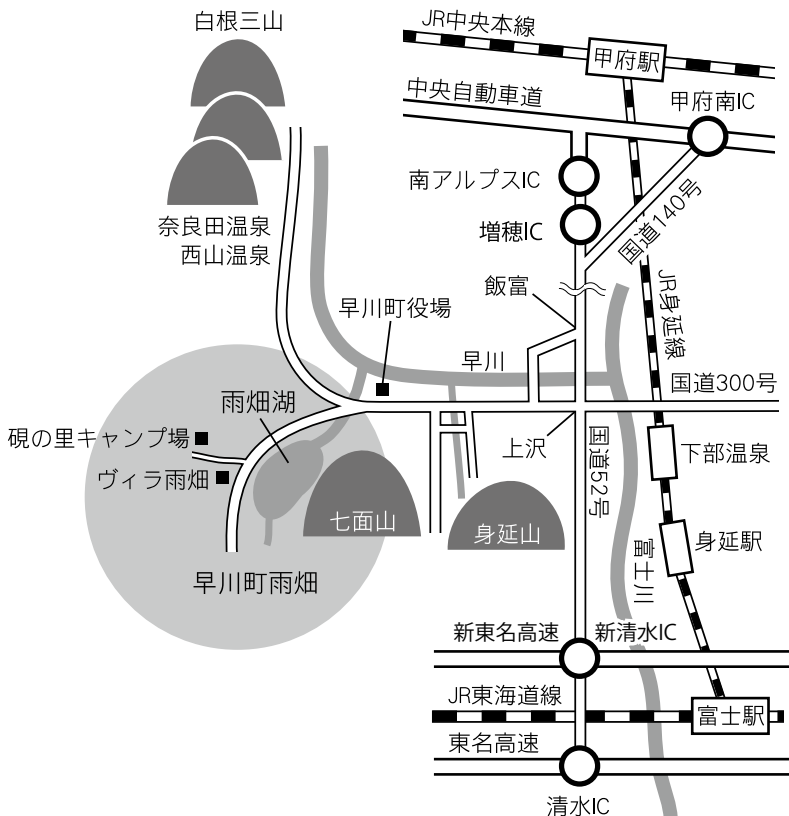 白根三山
JR中央本線
甲府駅
中央自動車道
甲府南IC
南アルプスIC
国道140号
奈良田温泉
西山温泉
増穂IC
JR身延線
飯富
早川町役場
早川
国道300号
雨畑湖
硯の里キャンプ場
上沢
国道52号
下部温泉
ヴィラ雨畑
七面山
身延山
身延駅
富士川
早川町雨畑
新東名高速
新清水IC
JR東海道線
富士駅
東名高速
清水IC